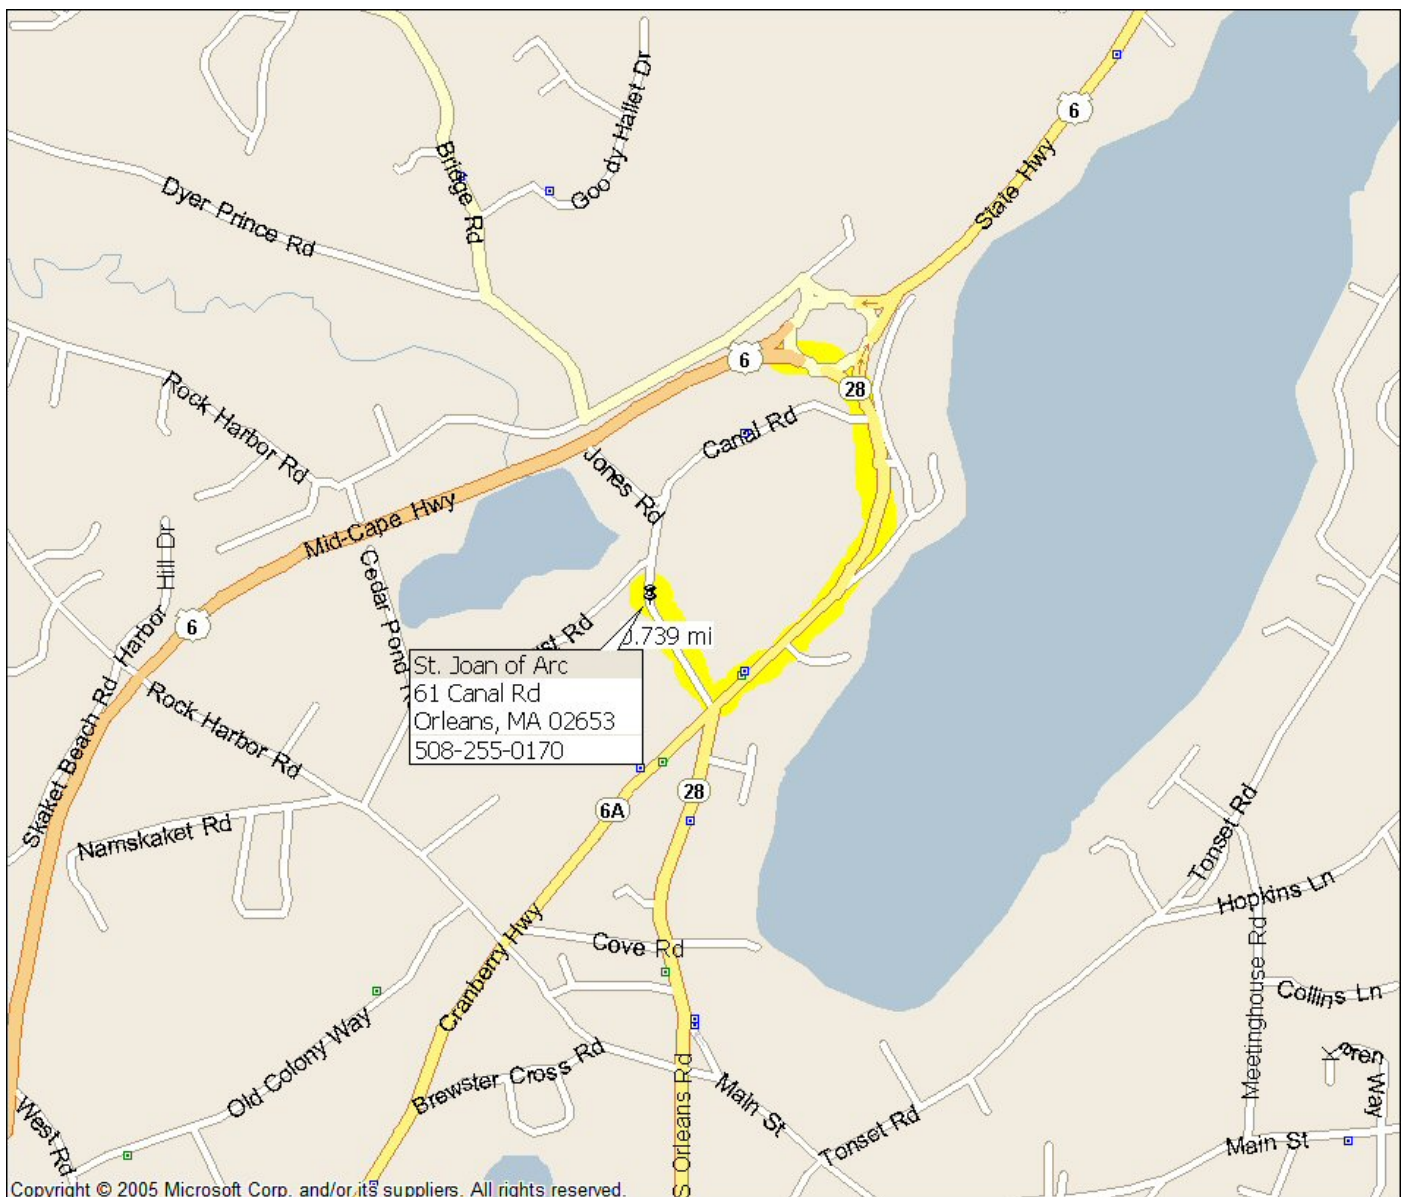 6
State Hwy
Goody Hallet Dr
Bridge Rd
Dyer Prince Rd
6
28
Rock Harbor Rd
Canal Rd
Jones Rd
Mid-Cape Hwy
Cedar Pond
Hill Dr
Harbor
6
.739 mi
St. Joan of Arc
61 Canal Rd
Orleans, MA 02653
508-255-0170
Skaket Beach Rd
Rock Harbor Rd
28
6A
Namskaket Rd
Tonset Rd
Hopkins Ln
Cranberry Hwy
Cove Rd
Meetinghouse Rd
Collins Ln
Old Colony Way
Brewster Cross Rd
Main St
S Orleans Rd
Karen Way
Tonset Rd
Main St
West Rd
Copyright © 2005 Microsoft Corp. and/or its suppliers. All rights reserved.